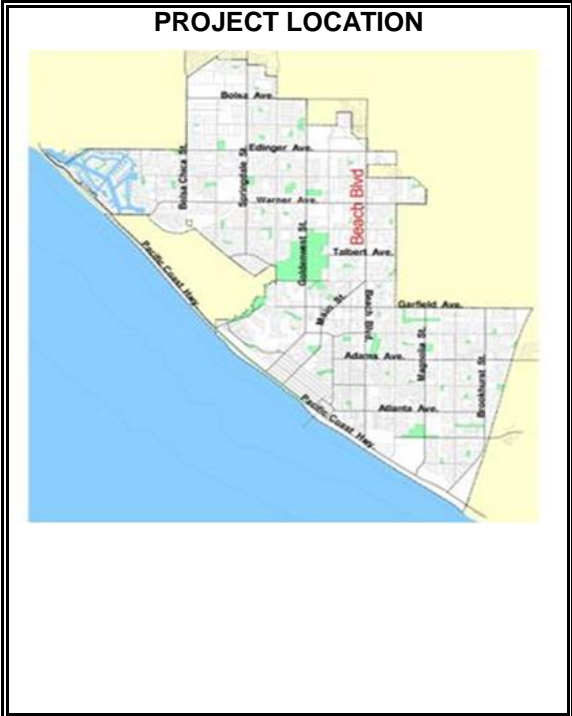 PROJECT LOCATION
Bolsa Ave.
Edinger Ave.
Bolsa Chica St.
Springdale St.
Warner Ave.
Beach Blvd
Goldenwest St.
Talbert Ave.
Pacific Coast Hwy.
Main St.
Beach Blvd.
Garfield Ave.
Magnolia St.
Adams Ave.
Brookhurst St.
Atlanta Ave.
Pacific Coast Hwy.